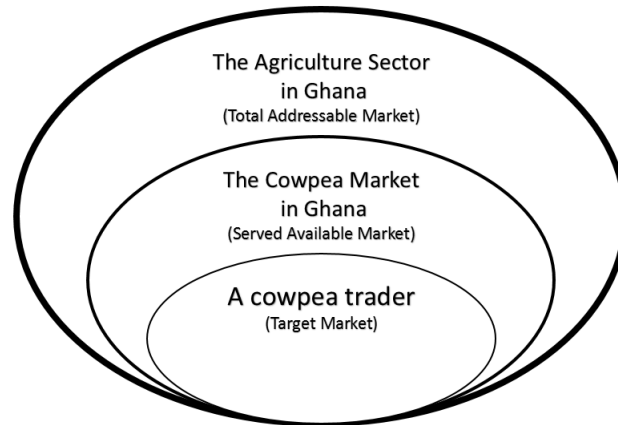 The Agriculture Sector
in Ghana
(Total Addressable Market)
The Cowpea Market
in Ghana
(Served Available Market)
A cowpea trader
(Target Market)